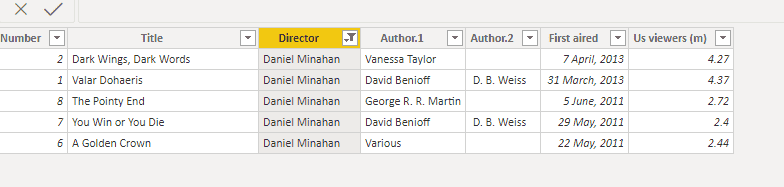 Number Title Director Author.1 Author.2 First aired Us viewers (m)
2 Dark Wings, Dark Words Daniel Minahan Vanessa Taylor 7 April, 2013 4.27
1 Valar Dohaeris Daniel Minahan David Benioff D. B. Weiss 31 March, 2013 4.37
8 The Pointy End Daniel Minahan George R. R. Martin 5 June, 2011 2.72
7 You Win or You Die Daniel Minahan David Benioff D. B. Weiss 29 May, 2011 2.4
6 A Golden Crown Daniel Minahan Various 22 May, 2011 2.44